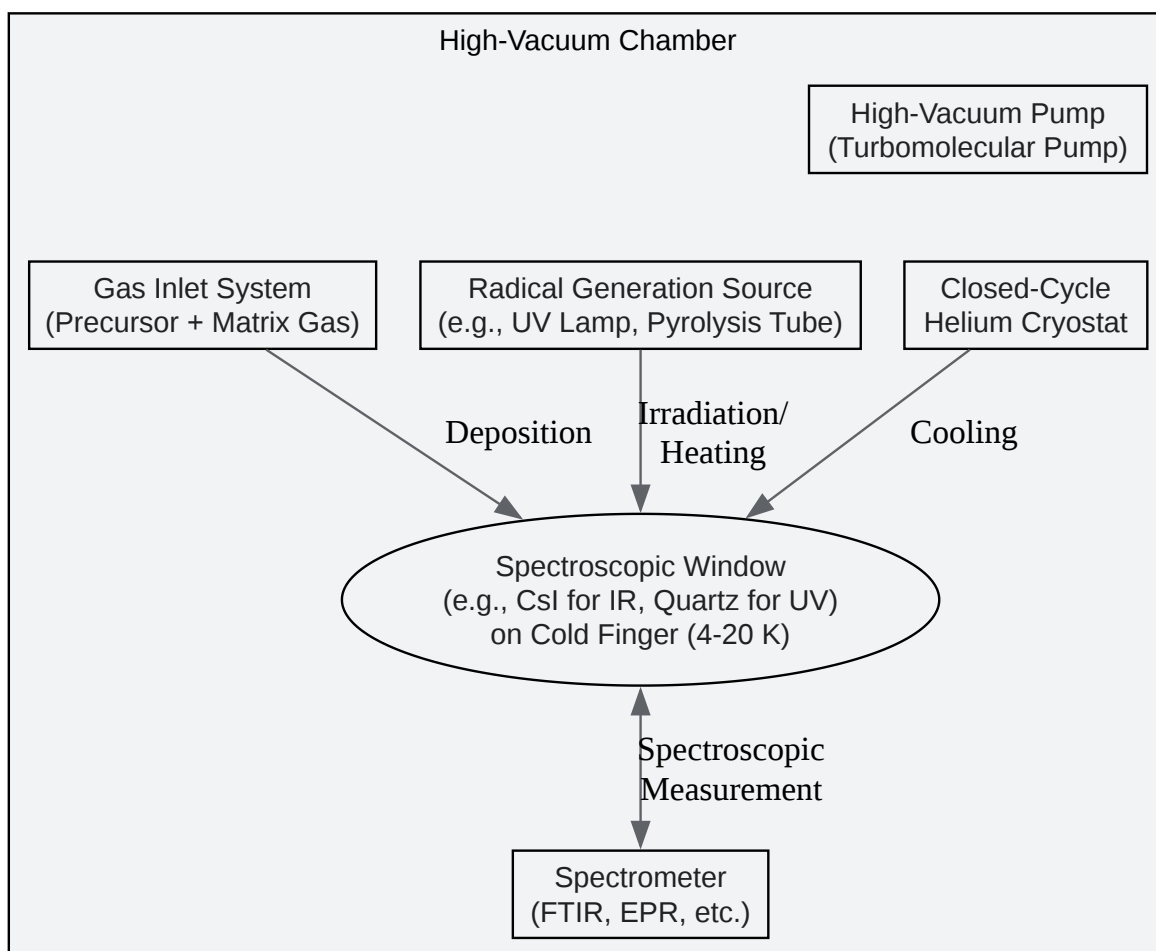 High-Vacuum Chamber
High-Vacuum Pump
(Turbomolecular Pump)
Gas Inlet System
(Precursor + Matrix Gas)
Radical Generation Source
(e.g., UV Lamp, Pyrolysis Tube)
Closed-Cycle
Helium Cryostat
Deposition
Irradiation/
Heating
Cooling
Spectroscopic Window
(e.g., CsI for IR, Quartz for UV)
on Cold Finger (4-20 K)
Spectroscopic
Measurement
Spectrometer
(FTIR, EPR, etc.)